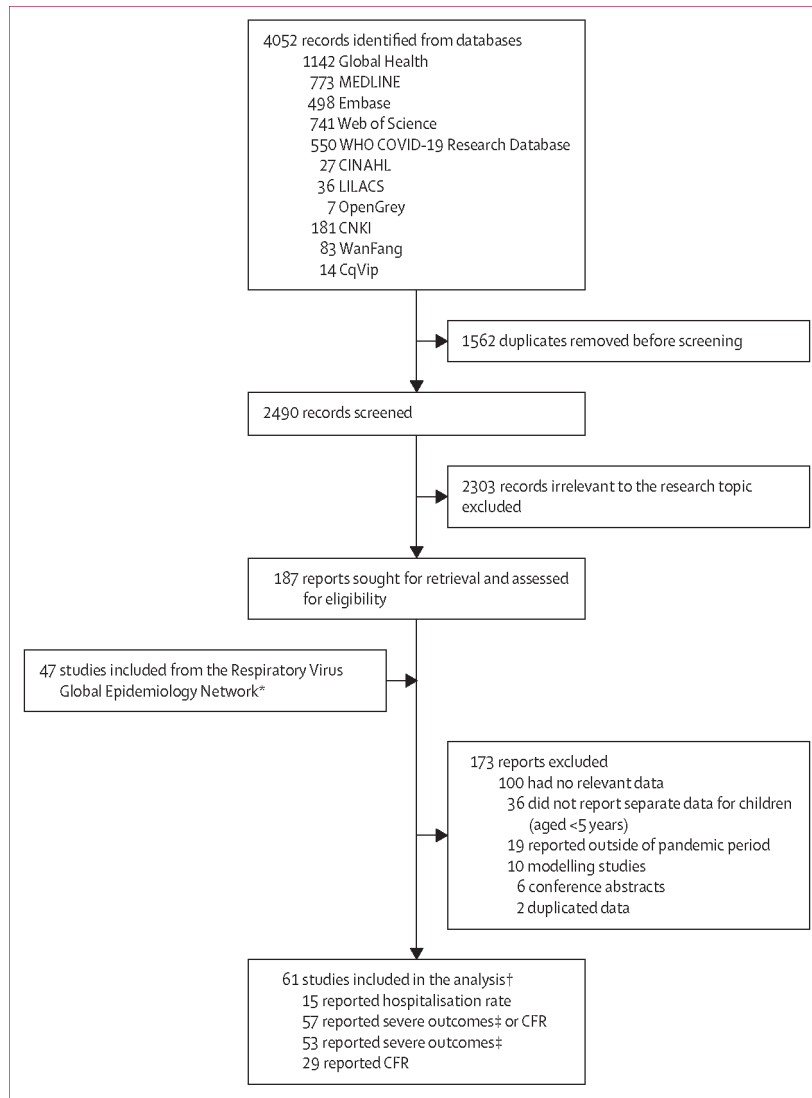 4052 records identified from databases
1142 Global Health
773 MEDLINE
498 Embase
741 Web of Science
550 WHO COVID-19 Research Database
27 CINAHL
36 LILACS
7 OpenGrey
181 CNKI
83 WanFang
14 CqVip
1562 duplicates removed before screening
2490 records screened
2303 records irrelevant to the research topic
excluded
187 reports sought for retrieval and assessed
for eligibility
47 studies included from the Respiratory Virus
Global Epidemiology Network*
173 reports excluded
100 had no relevant data
36 did not report separate data for children
(aged <5 years)
19 reported outside of pandemic period
10 modelling studies
6 conference abstracts
2 duplicated data
61 studies included in the analysis†
15 reported hospitalisation rate
57 reported severe outcomes‡ or CFR
53 reported severe outcomes‡
29 reported CFR